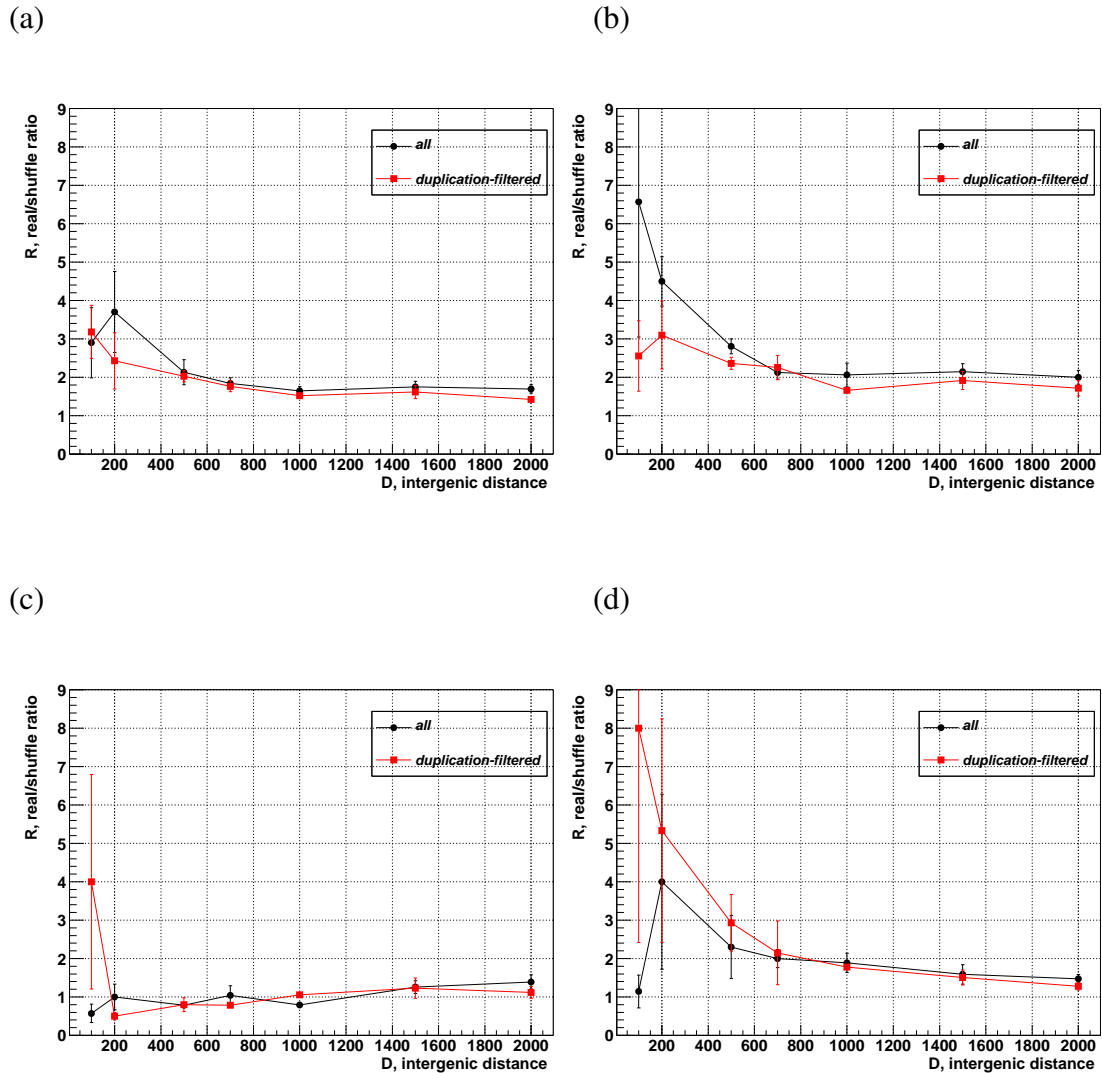 (a)
9
8
7
6
5
4
3
2
1
0
R, real/shuffle ratio
all
duplication-filtered
200 400 600 800 1000 1200 1400 1600 1800 2000
D, intergenic distance
(b)
9
8
7
6
5
4
3
2
1
0
R, real/shuffle ratio
all
duplication-filtered
200 400 600 800 1000 1200 1400 1600 1800 2000
D, intergenic distance
(c)
9
8
7
6
5
4
3
2
1
0
R, real/shuffle ratio
all
duplication-filtered
200 400 600 800 1000 1200 1400 1600 1800 2000
D, intergenic distance
(d)
9
8
7
6
5
4
3
2
1
0
R, real/shuffle ratio
all
duplication-filtered
200 400 600 800 1000 1200 1400 1600 1800 2000
D, intergenic distance